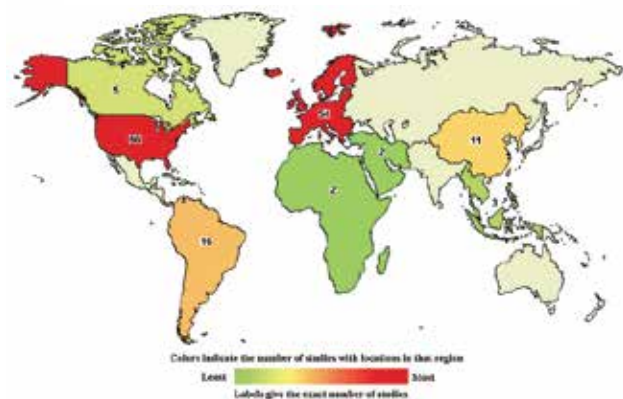 11
2
3
16
Colors indicate the number of studies with locations in that region
Least
Most
Labels give the exact number of studies